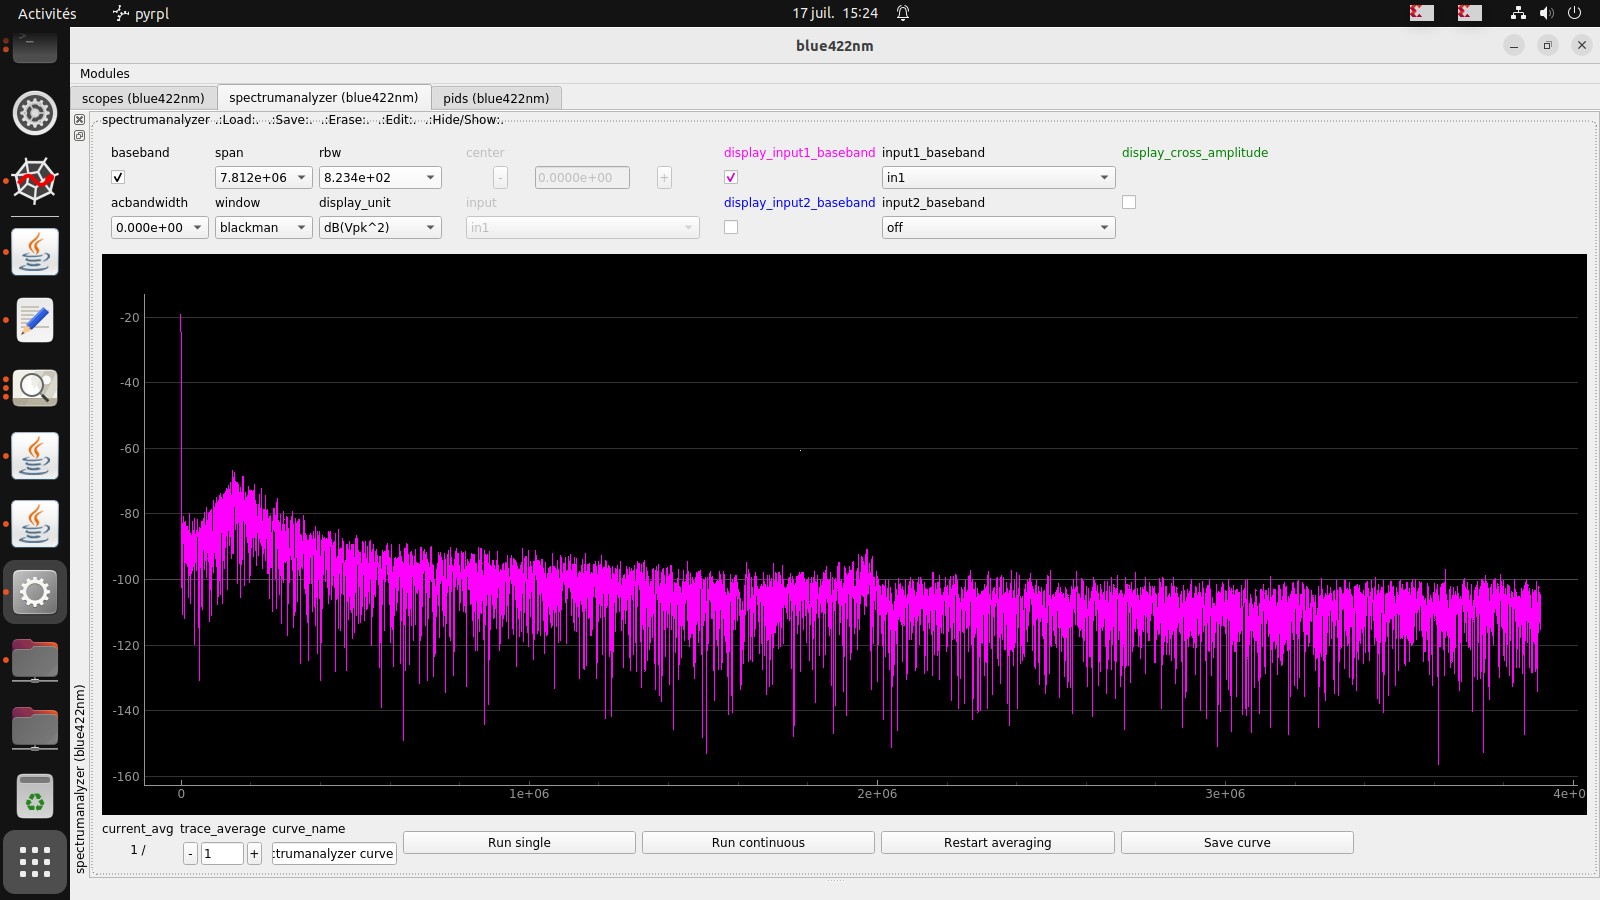 Activités
pyrpl
17 juil. 15:24
blue422nm
Modules
scopes (blue422nm)
spectrumanalyzer (blue422nm)
pids (blue422nm)
spectrumanalyzer .:Load:. .:Save:. .:Erase:. .:Edit:. .:Hide/Show:.
baseband
span
rbw
center
display_input1_baseband
input1_baseband
display_cross_amplitude
7.812e+06
8.234e+02
-
0.0000e+00
+
in1
acbandwidth
window
display_unit
input
display_input2_baseband
input2_baseband
0.000e+00
blackman
dB(Vpk^2)
in1
off
-20
-40
-60
-80
-100
-120
-140
-160
0
1e+06
2e+06
3e+06
4e+0
spectrumanalyzer (blue422nm)
current_avg
trace_average
curve_name
1 /
-
1
+
:trumanalyzer curve
Run single
Run continuous
Restart averaging
Save curve